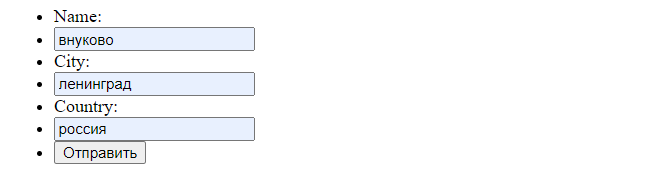 Name:
внуково
City:
ленинград
Country:
россия
Отправить